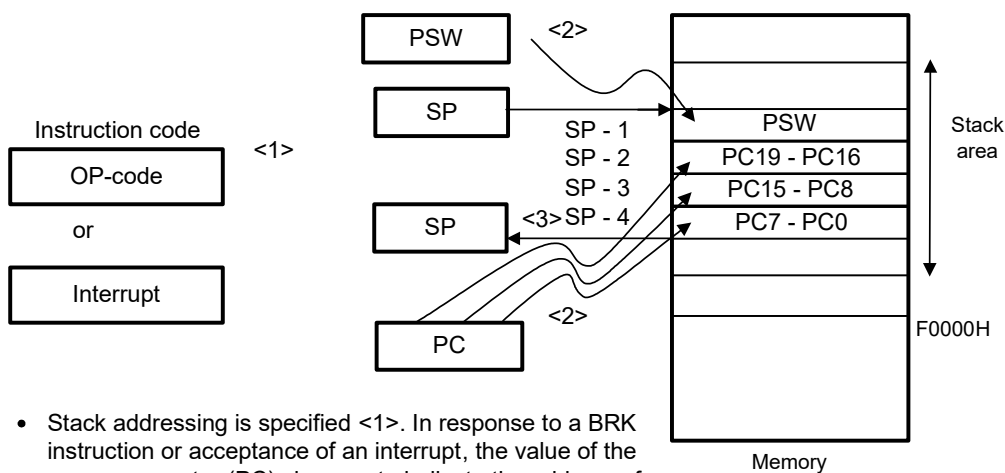 PSW
<2>
SP
PSW
Stack
area
Instruction code
<1>
SP - 1
SP - 2
PC19 - PC16
OP-code
SP - 3
PC15 - PC8
or
SP
<3>
SP - 4
PC7 - PC0
Interrupt
<2>
PC
F0000H
• Stack addressing is specified <1>. In response to a BRK
instruction or acceptance of an interrupt, the value of the
Memory